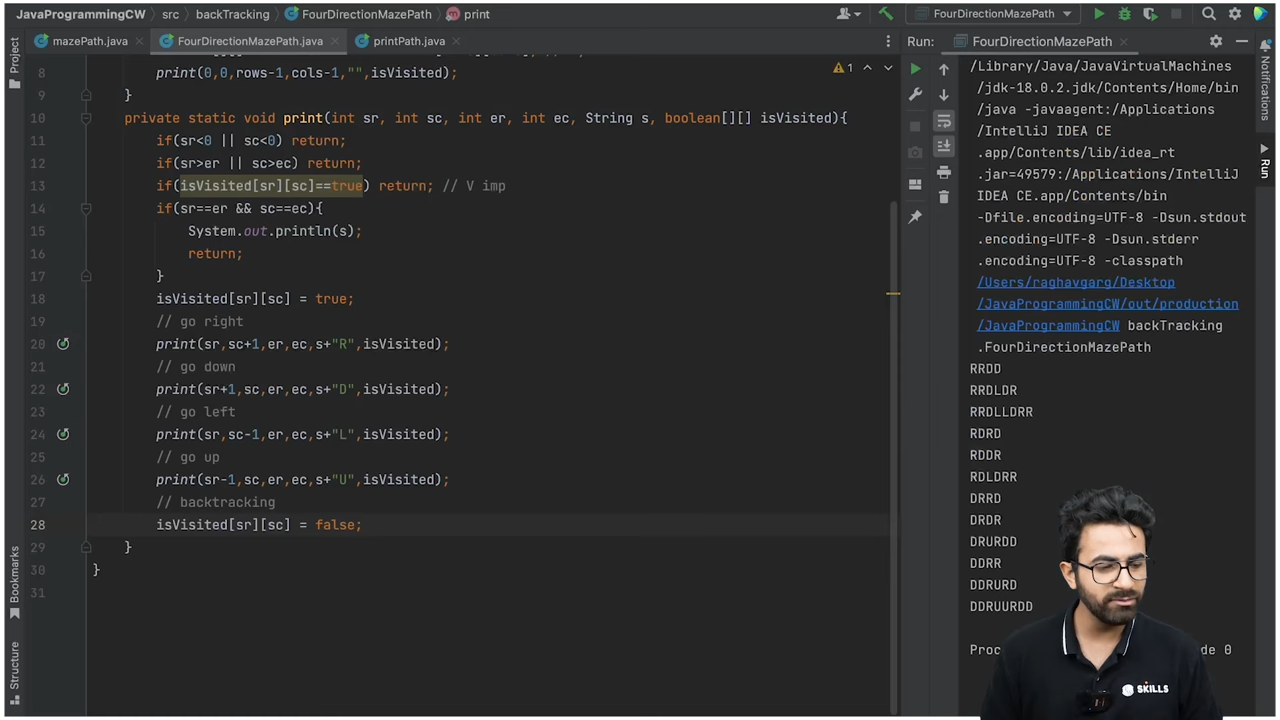 JavaProgrammingCW > src > backTracking > FourDirectionMazePath > print
FourDirectionMazePath
mazePath.java
FourDirectionMazePath.java
printPath.java
Run: FourDirectionMazePath
Project
Bookmarks
Structure
Notifications
Run
1
8 print(0,0,rows-1,cols-1,"",isVisited);
9 }
10 private static void print(int sr, int sc, int er, int ec, String s, boolean[][] isVisited){
11 if(sr<0 || sc<0) return;
12 if(sr>er || sc>ec) return;
13 if(isVisited[sr][sc]==true) return; // V imp
14 if(sr==er && sc==ec){
15 System.out.println(s);
16 return;
17 }
18 isVisited[sr][sc] = true;
19 // go right
20 print(sr,sc+1,er,ec,s+"R",isVisited);
21 // go down
22 print(sr+1,sc,er,ec,s+"D",isVisited);
23 // go left
24 print(sr,sc-1,er,ec,s+"L",isVisited);
25 // go up
26 print(sr-1,sc,er,ec,s+"U",isVisited);
27 // backtracking
28 isVisited[sr][sc] = false;
29 }
30 }
31
/Library/Java/JavaVirtualMachines
/jdk-18.0.2.jdk/Contents/Home/bin
/java -javaagent:/Applications
/IntelliJ IDEA CE
.app/Contents/lib/idea_rt
.jar=49579:/Applications/IntelliJ
IDEA CE.app/Contents/bin
-Dfile.encoding=UTF-8 -Dsun.stdout
.encoding=UTF-8 -Dsun.stderr
.encoding=UTF-8 -classpath
/Users/raghavgarg/Desktop
/JavaProgrammingCW/out/production
/JavaProgrammingCW backTracking
.FourDirectionMazePath
RRDD
RRDLDR
RRDLLDRR
RDRD
RDDR
RDLDRR
DRRD
DRDR
DRURDD
DDRR
DDRURD
DDRUURDD
Proc de 0
SKILLS